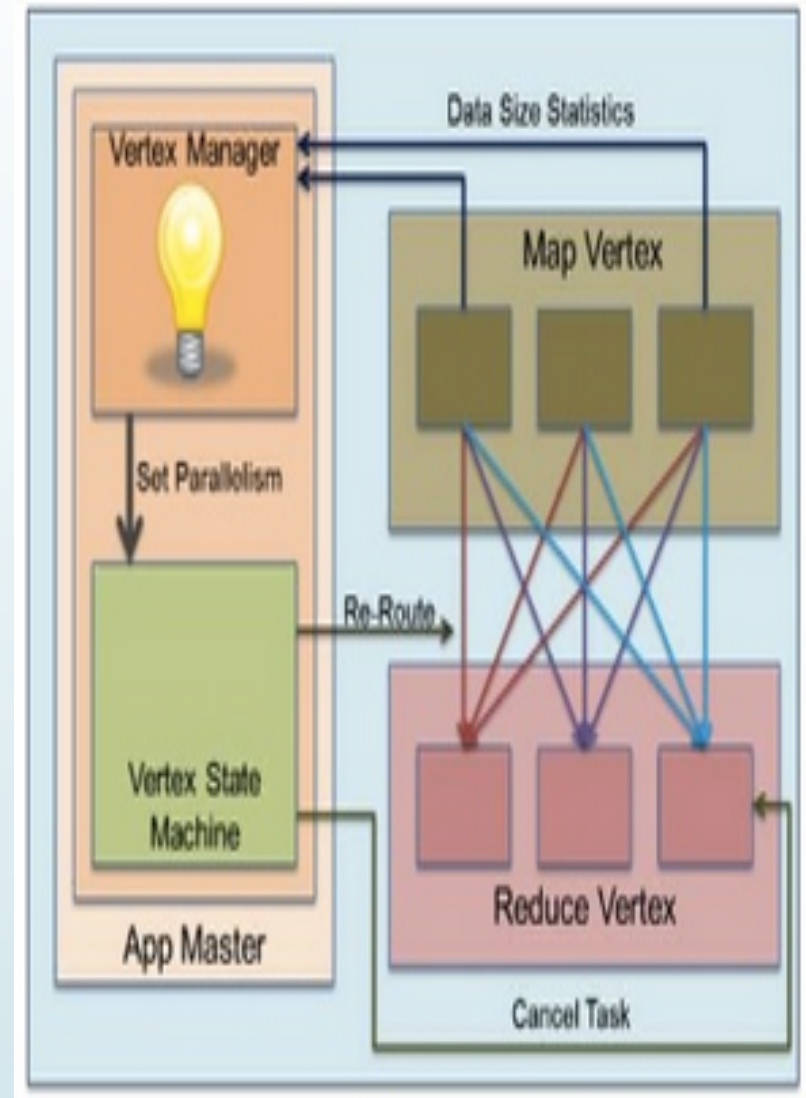 Data Size Statistics
Vertex Manager
Map Vertex
Set Parallelism
Re-Route
Vertex State
Machine
Reduce Vertex
App Master
Cancel Task